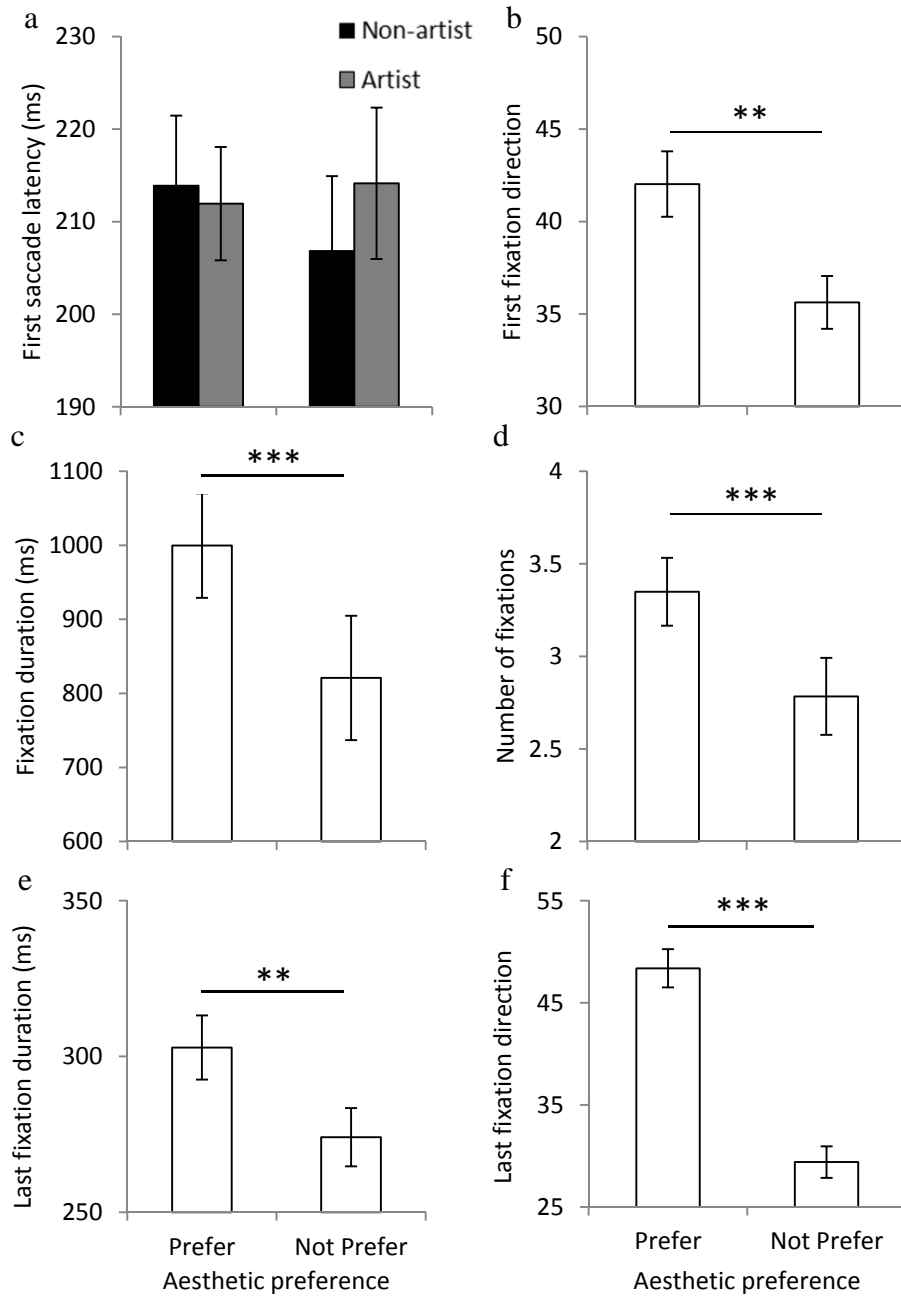 a
230
220
210
200
190
First saccade latency (ms)
Non-artist
Artist
b
50
45
40
35
30
First fixation direction
**
c
1100
1000
900
800
700
600
Fixation duration (ms)
***
d
4
3.5
3
2.5
2
Number of fixations
***
e
350
300
250
Last fixation duration (ms)
**
Prefer Not Prefer
Aesthetic preference
f
55
45
35
25
Last fixation direction
***
Prefer Not Prefer
Aesthetic preference